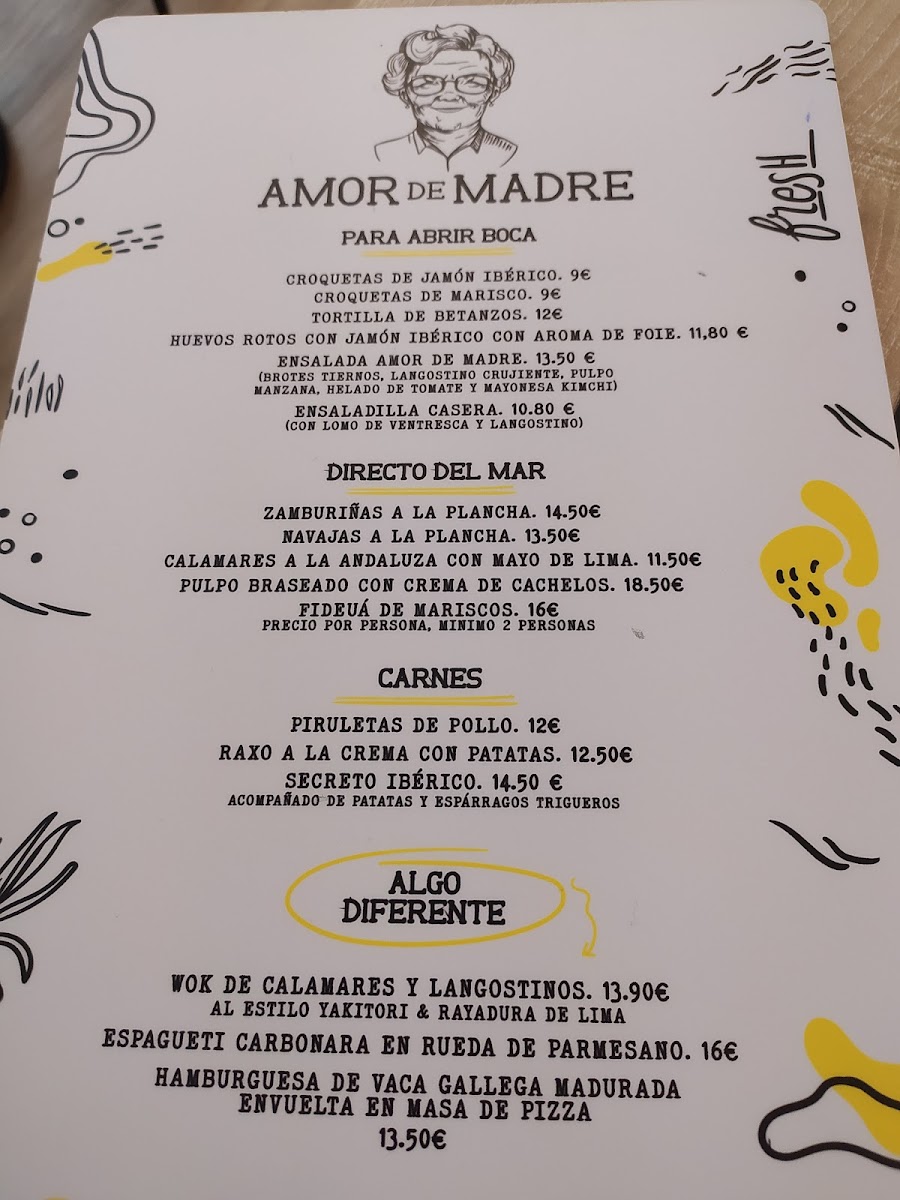 fresh
AMOR DE MADRE
PARA ABRIR BOCA
CROQUETAS DE JAMÓN IBÉRICO. 9€
CROQUETAS DE MARISCO. 9€
TORTILLA DE BETANZOS. 12€
HUEVOS ROTOS CON JAMÓN IBÉRICO CON AROMA DE FOIE. 11,80 €
ENSALADA AMOR DE MADRE. 13.50 €
(BROTES TIERNOS, LANGOSTINO CRUJIENTE, PULPO
MANZANA, HELADO DE TOMATE Y MAYONESA KIMCHI)
ENSALADILLA CASERA. 10.80 €
(CON LOMO DE VENTRESCA Y LANGOSTINO)
DIRECTO DEL MAR
ZAMBURIÑAS A LA PLANCHA. 14.50€
NAVAJAS A LA PLANCHA. 13.50€
CALAMARES A LA ANDALUZA CON MAYO DE LIMA. 11.50€
PULPO BRASEADO CON CREMA DE CACHELOS. 18.50€
FIDEUÁ DE MARISCOS. 16€
PRECIO POR PERSONA, MINIMO 2 PERSONAS
CARNES
PIRULETAS DE POLLO. 12€
RAXO A LA CREMA CON PATATAS. 12.50€
SECRETO IBÉRICO. 14.50 €
ACOMPAÑADO DE PATATAS Y ESPÁRRAGOS TRIGUEROS
ALGO
DIFERENTE
WOK DE CALAMARES Y LANGOSTINOS. 13.90€
AL ESTILO YAKITORI & RAYADURA DE LIMA
ESPAGUETI CARBONARA EN RUEDA DE PARMESANO. 16€
HAMBURGUESA DE VACA GALLEGA MADURADA
ENVUELTA EN MASA DE PIZZA
13.50€